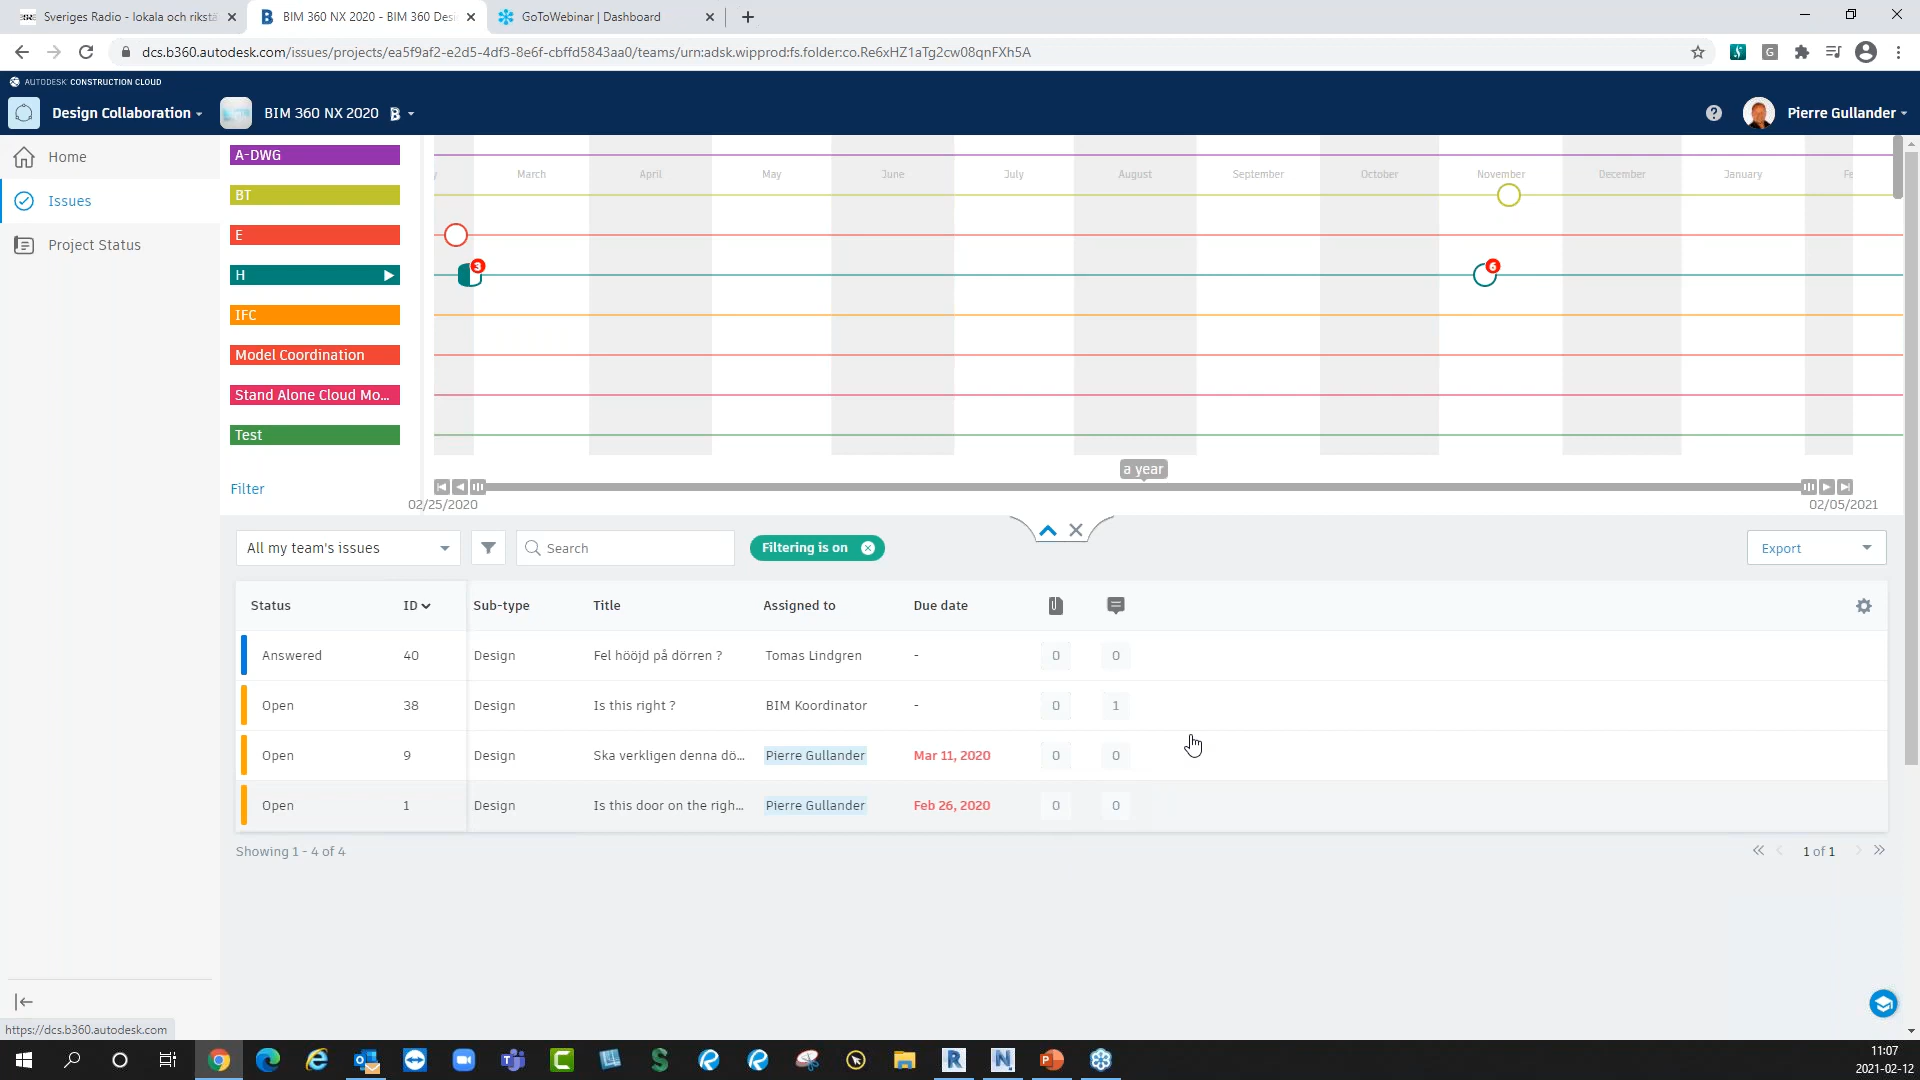 Sveriges Radio - lokala och rikstä
BIM 360 NX 2020 - BIM 360 Desi
GoToWebinar | Dashboard
dcs.b360.autodesk.com/issues/projects/ea5f9af2-e2d5-4df3-8e6f-cbffd5843aa0/teams/urn:adsk.wipprod:fs.folder:co.Re6xHZ1aTg2cw08qnFXh5A
AUTODESK CONSTRUCTION CLOUD
Design Collaboration
BIM 360 NX 2020
Pierre Gullander
Home
Issues
Project Status
A-DWG
BT
E
H
IFC
Model Coordination
Stand Alone Cloud Mo...
Test
March April May June July August September October November December January Fe
3
6
a year
Filter
02/25/2020
02/05/2021
All my team's issues
Search
Filtering is on
Export
Status ID Sub-type Title Assigned to Due date
Answered 40 Design Fel hööjd på dörren ? Tomas Lindgren - 0 0
Open 38 Design Is this right ? BIM Koordinator - 0 1
Open 9 Design Ska verkligen denna dö... Pierre Gullander Mar 11, 2020 0 0
Open 1 Design Is this door on the righ... Pierre Gullander Feb 26, 2020 0 0
Showing 1 - 4 of 4
1 of 1
https://dcs.b360.autodesk.com
11:07
2021-02-12